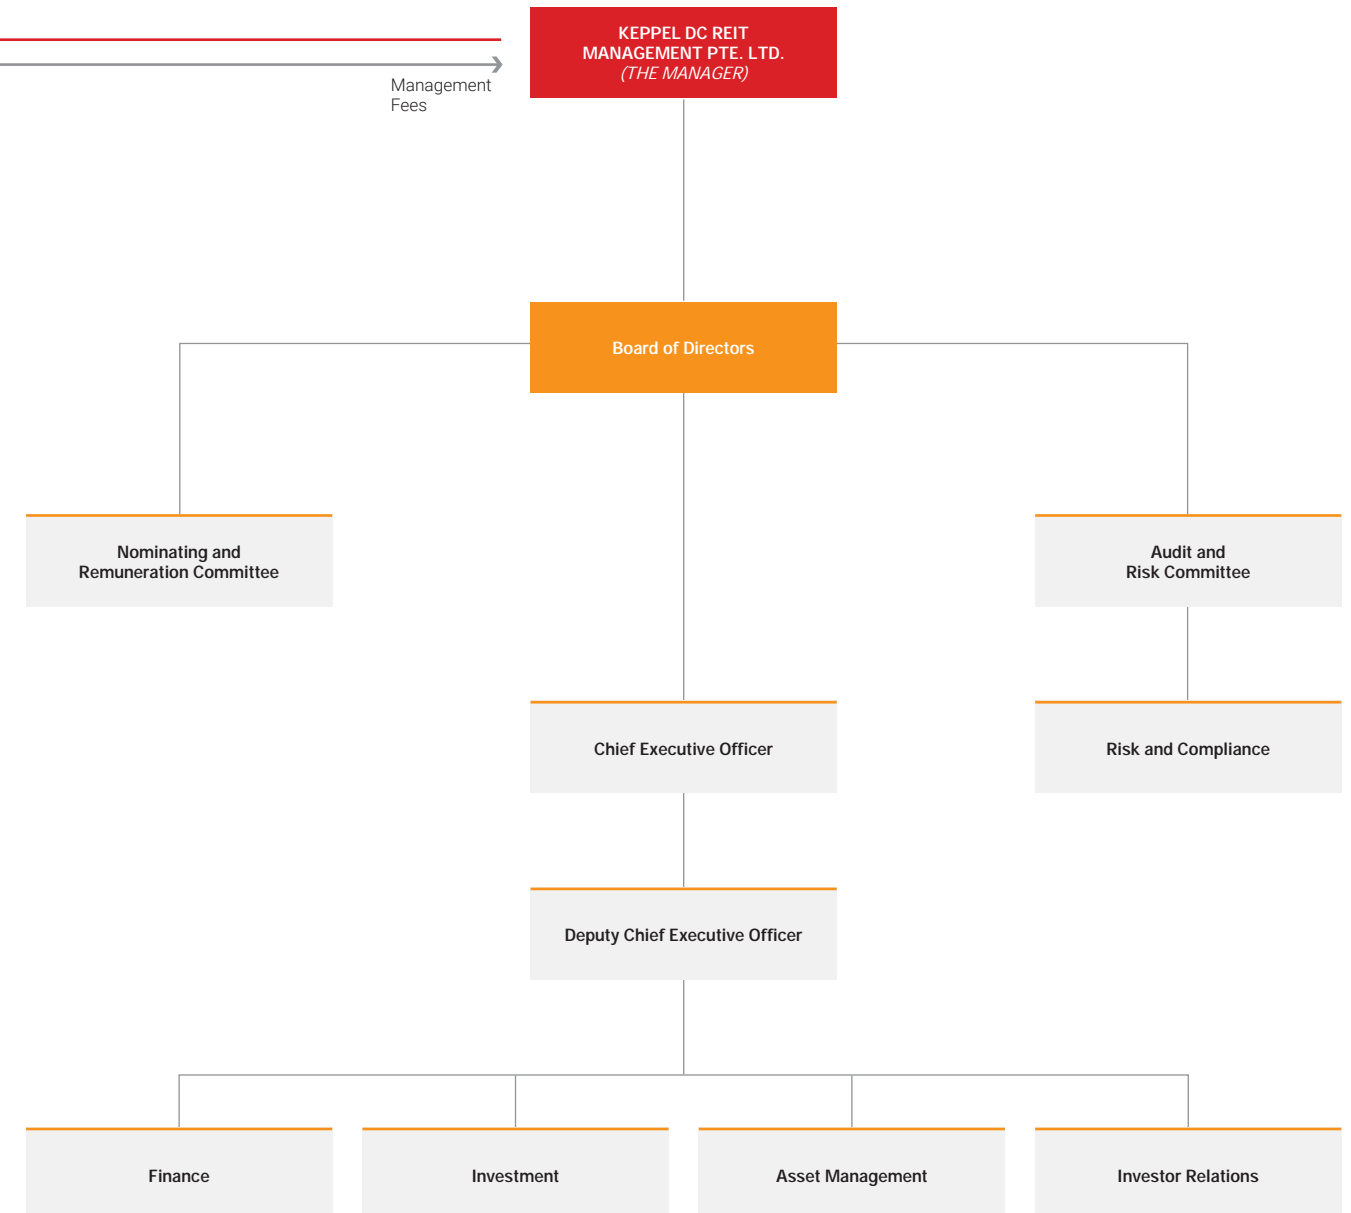 KEPPEL DC REIT
MANAGEMENT PTE. LTD.
(THE MANAGER)
Management
Fees
Board of Directors
Nominating and
Remuneration Committee
Audit and
Risk Committee
Chief Executive Officer
Risk and Compliance
Deputy Chief Executive Officer
Finance
Investment
Asset Management
Investor Relations